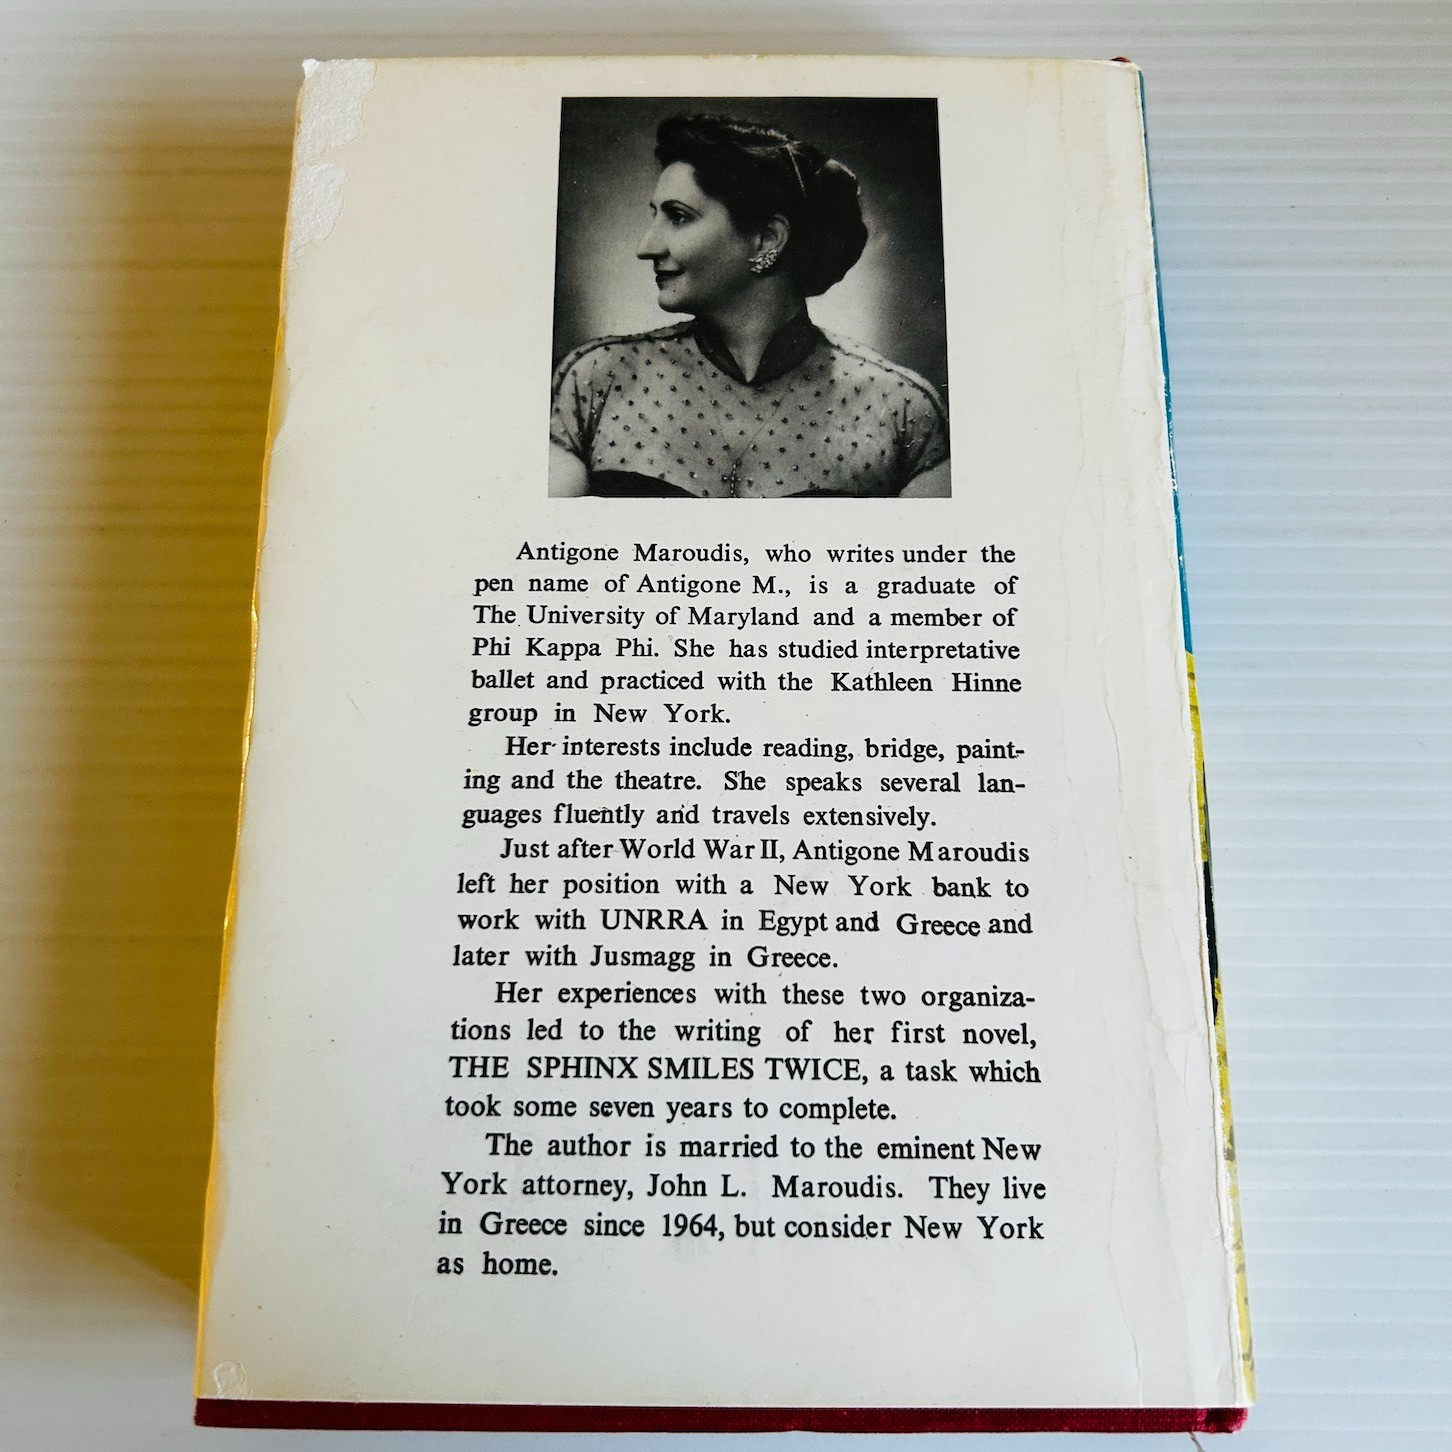 Antigone Maroudis, who writes under the
pen name of Antigone M., is a graduate of
The University of Maryland and a member of
Phi Kappa Phi. She has studied interpretative
ballet and practiced with the Kathleen Hinne
group in New York.
Her interests include reading, bridge, paint-
ing and the theatre. She speaks several lan-
guages fluently and travels extensively.
Just after World War II, Antigone Maroudis
left her position with a New York bank to
work with UNRRA in Egypt and Greece and
later with Jusmagg in Greece.
Her experiences with these two organiza-
tions led to the writing of her first novel,
THE SPHINX SMILES TWICE, a task which
took some seven years to complete.
The author is married to the eminent New
York attorney, John L. Maroudis. They live
in Greece since 1964, but consider New York
as home.